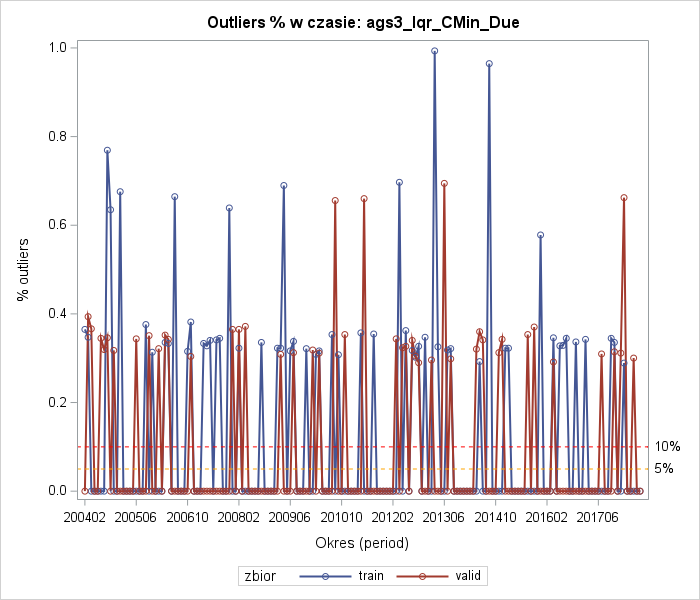 Outliers % w czasie: ags3_Iqr_CMin_Due
% outliers
1.0
0.8
0.6
0.4
0.2
0.0
10%
5%
200402 200506 200610 200802 200906 201010 201202 201306 201410 201602 201706
Okres (period)
zbior train valid